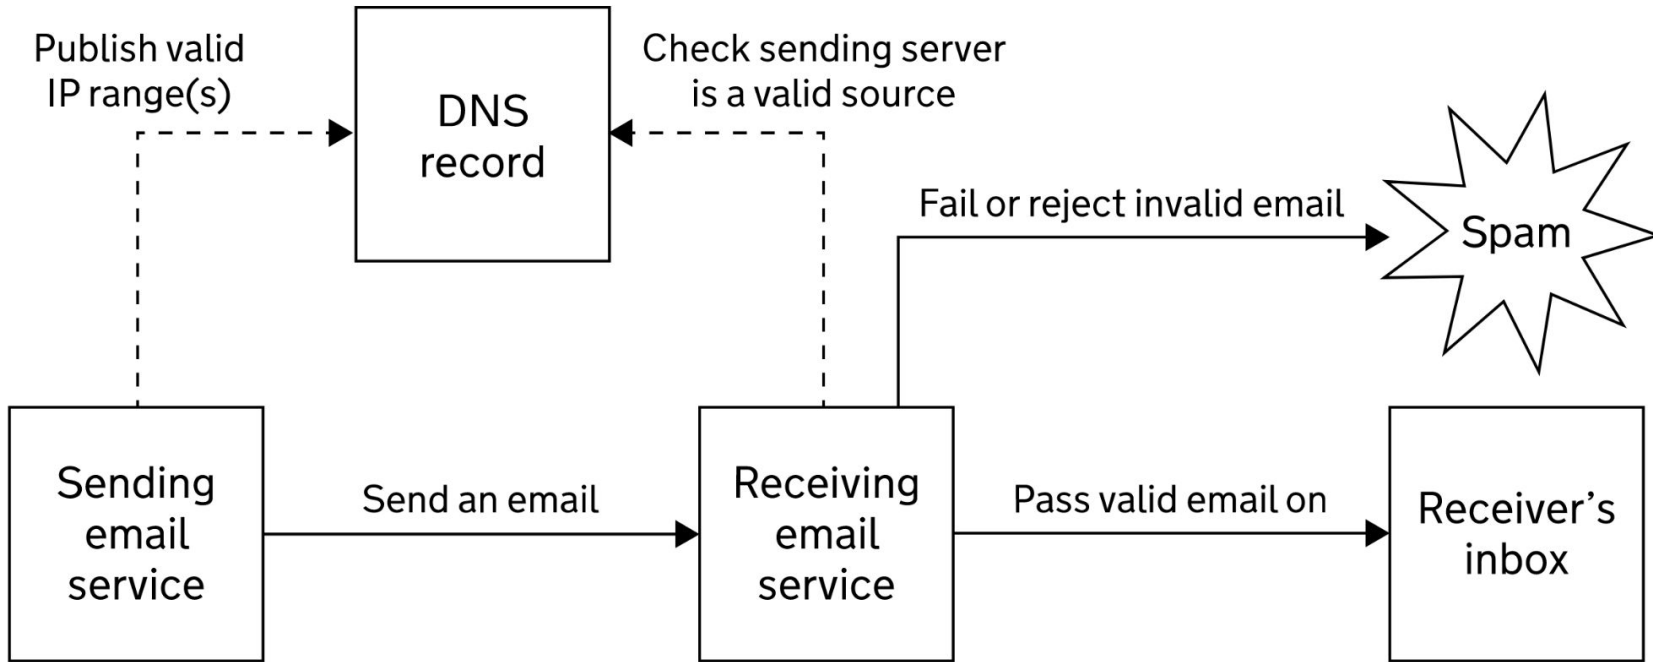 Publish valid
IP range(s)
DNS
record
Check sending server
is a valid source
Fail or reject invalid email
Spam
Sending
email
service
Send an email
Receiving
email
service
Pass valid email on
Receiver’s
inbox